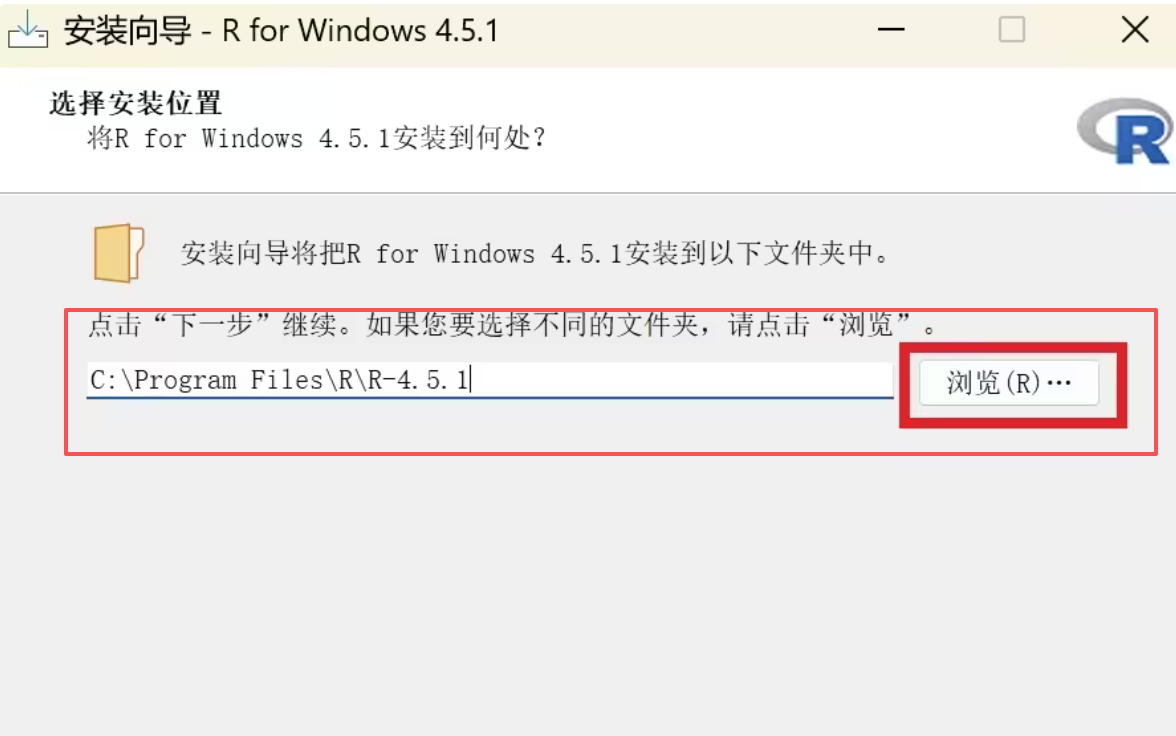 安装向导 - R for Windows 4.5.1
选择安装位置
将R for Windows 4.5.1安装到何处？
R
安装向导将把R for Windows 4.5.1安装到以下文件夹中。
点击“下一步”继续。如果您要选择不同的文件夹，请点击“浏览”。
C:\Program Files\R\R-4.5.1
浏览(R)…